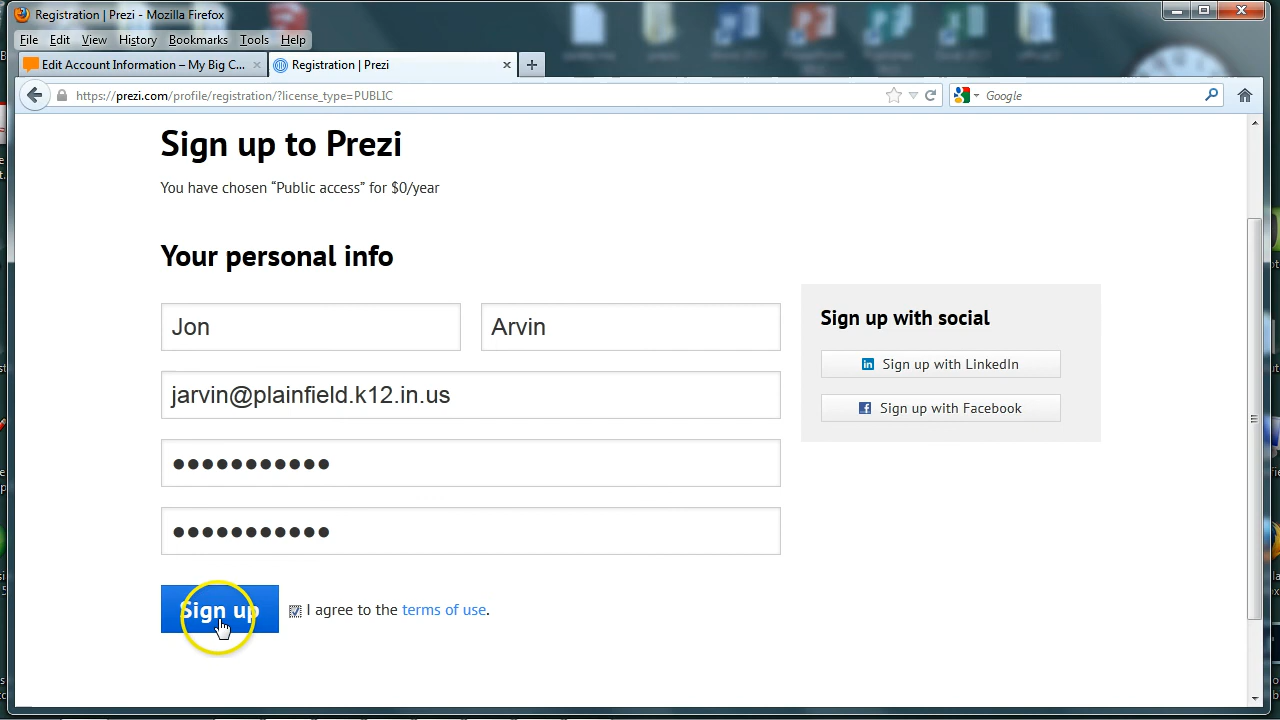 Registration | Prezi - Mozilla Firefox
File Edit View History Bookmarks Tools Help
Edit Account Information – My Big C...
Registration | Prezi
https://prezi.com/profile/registration/?license_type=PUBLIC
Google
Sign up to Prezi
You have chosen “Public access” for $0/year
Your personal info
Jon
Arvin
Sign up with social
Sign up with LinkedIn
jarvin@plainfield.k12.in.us
Sign up with Facebook
Sign up
I agree to the terms of use.